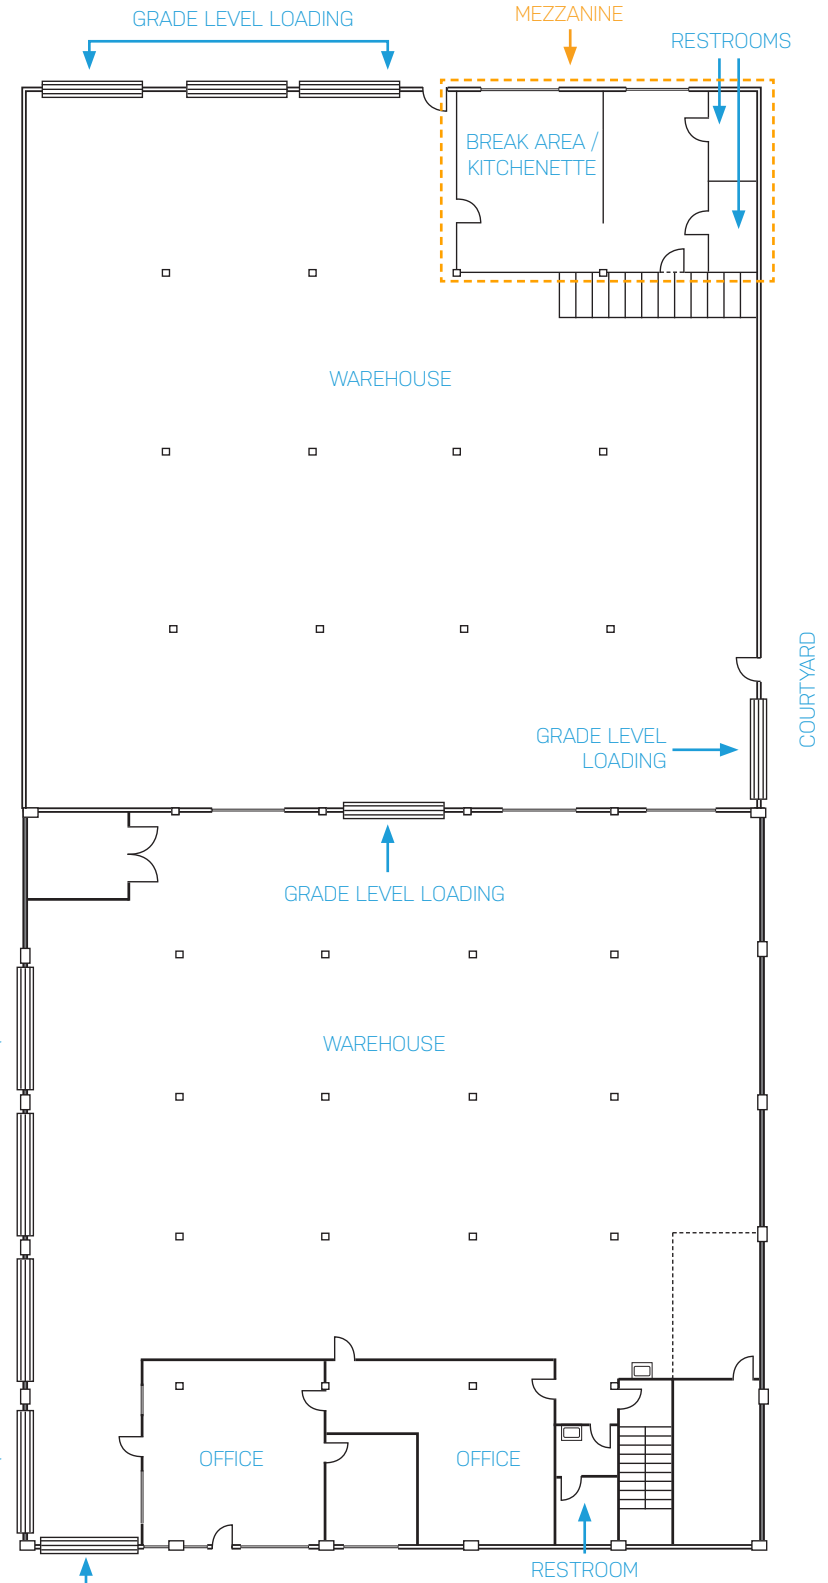 MEZZANINE
GRADE LEVEL LOADING
RESTROOMS
BREAK AREA /
KITCHENETTE
WAREHOUSE
COURTYARD
GRADE LEVEL
LOADING
GRADE LEVEL LOADING
WAREHOUSE
OFFICE
OFFICE
RESTROOM